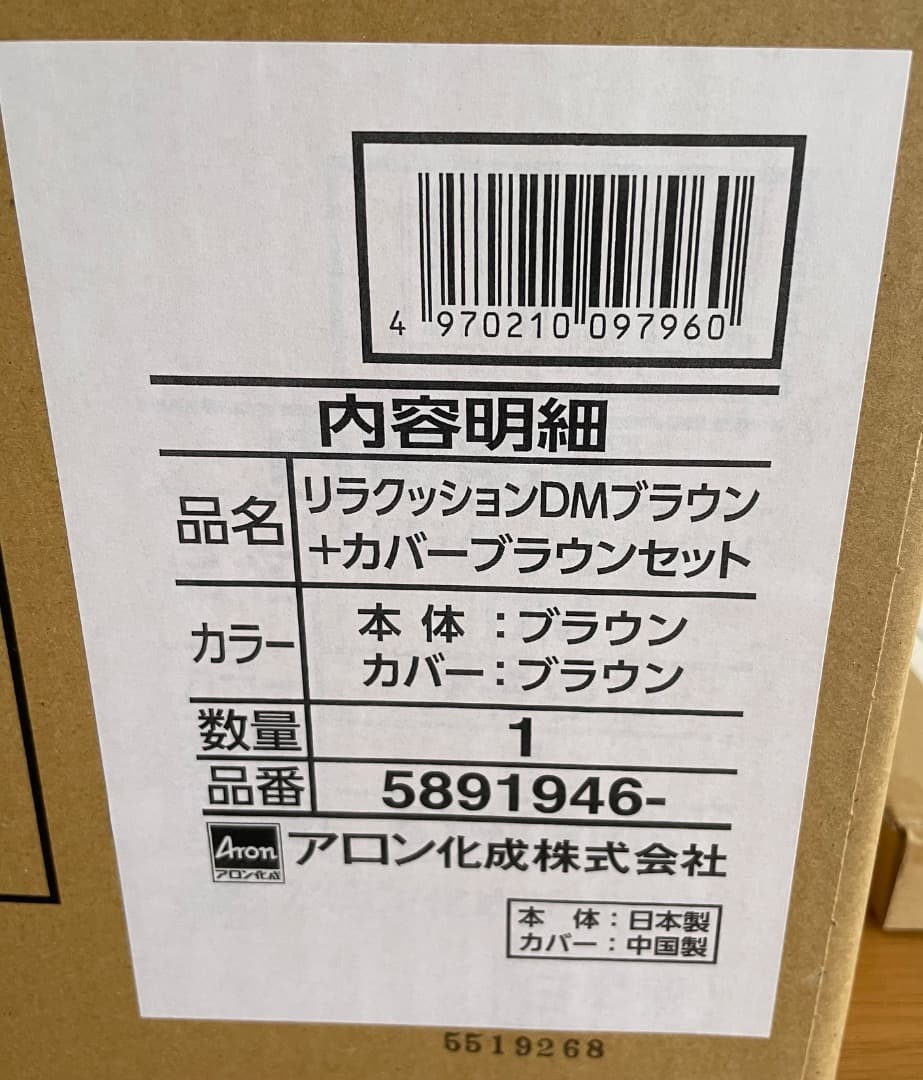 4 970210 097960
内容明細
品名 リラクッションDMブラウン
+カバーブラウンセット
カラー 本体:ブラウン
カバー:ブラウン
数量 1
品番 5891946-
Aron
アロン化成
アロン化成株式会社
本体:日本製
カバー:中国製
5519268